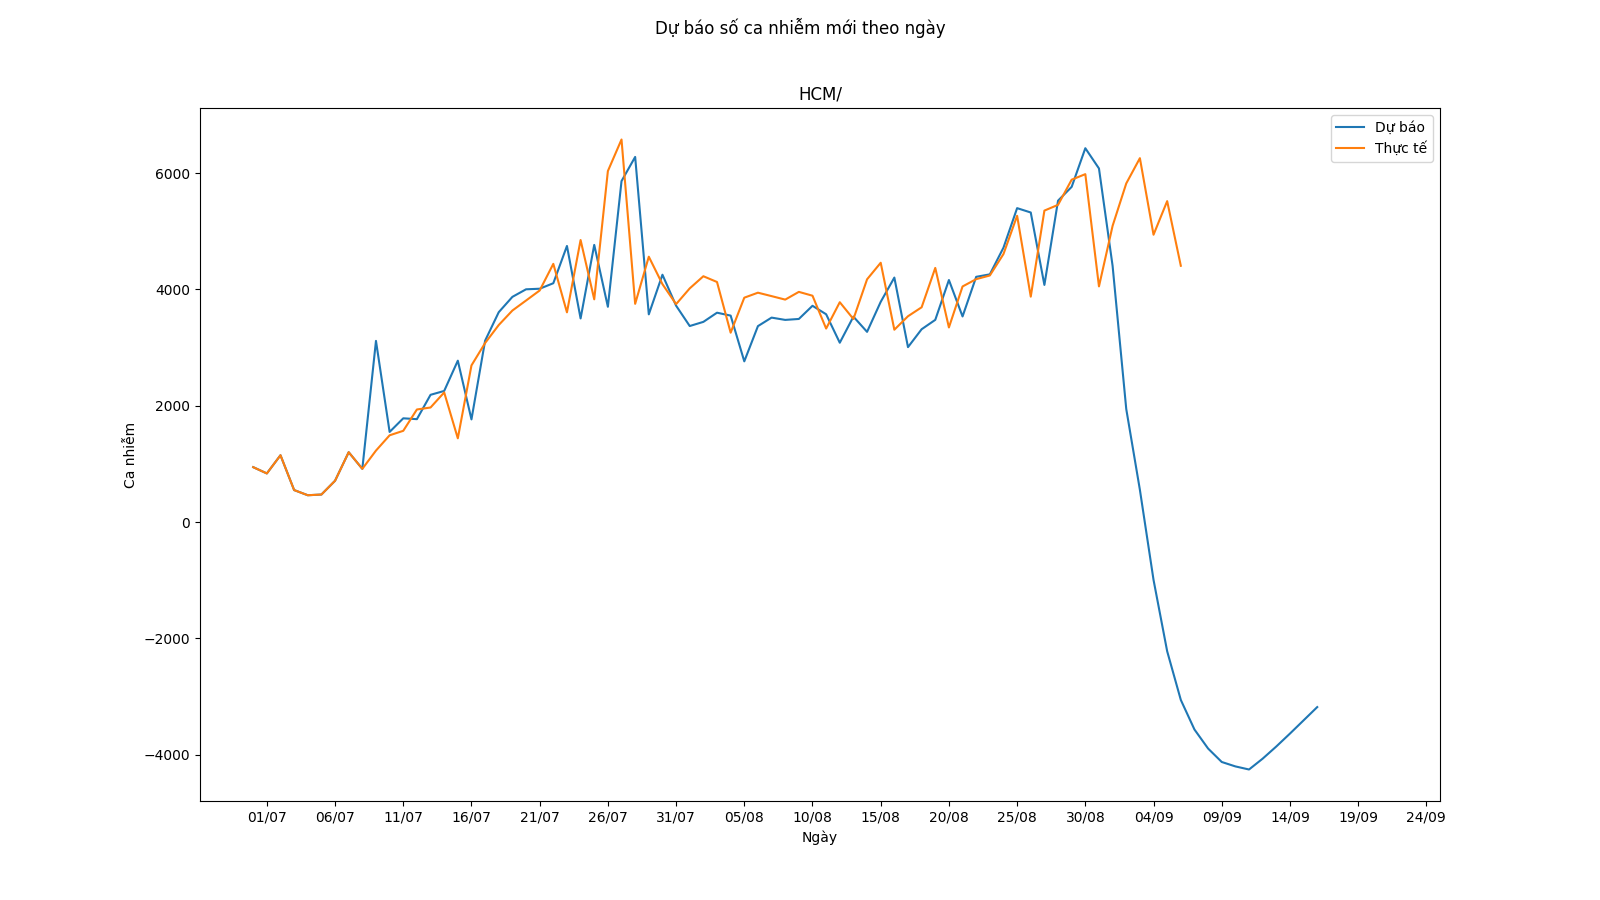 Dự báo số ca nhiễm mới theo ngày
HCM/
Dự báo
Thực tế
6000
4000
2000
0
−2000
−4000
Ca nhiễm
01/07 06/07 11/07 16/07 21/07 26/07 31/07 05/08 10/08 15/08 20/08 25/08 30/08 04/09 09/09 14/09 19/09 24/09
Ngày